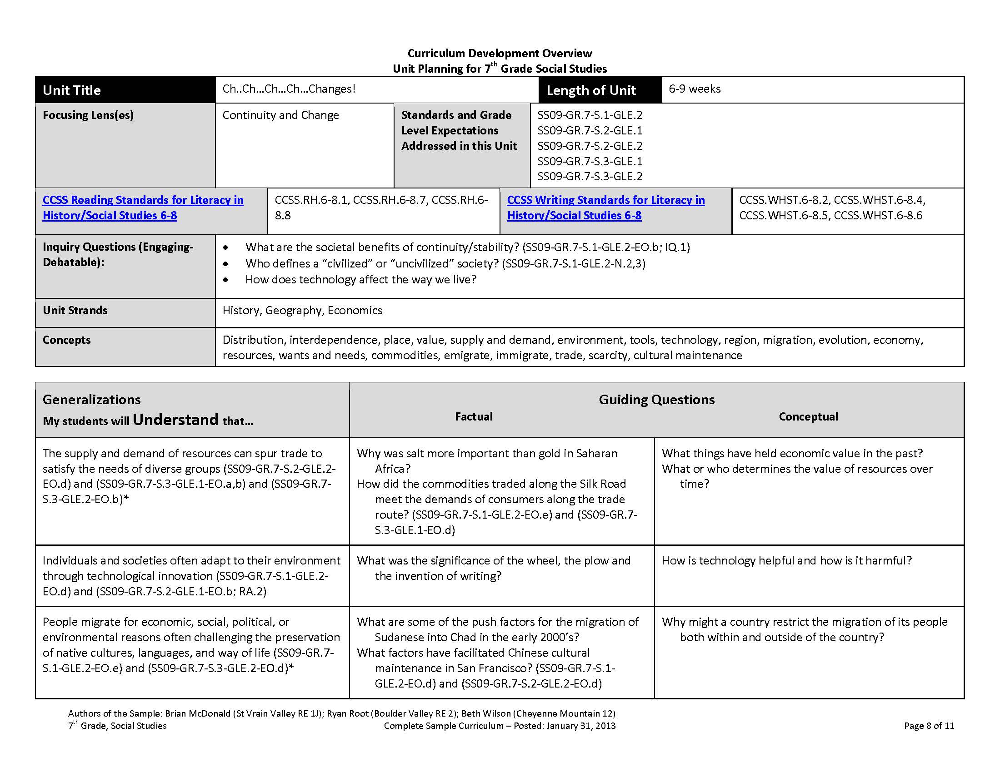 Curriculum Development Overview
Unit Planning for 7th Grade Social Studies
Unit Title
Ch..Ch…Ch…Ch…Changes!
Length of Unit
6-9 weeks
Focusing Lens(es)
Continuity and Change
Standards and Grade
Level Expectations
Addressed in this Unit
SS09-GR.7-S.1-GLE.2
SS09-GR.7-S.2-GLE.1
SS09-GR.7-S.2-GLE.2
SS09-GR.7-S.3-GLE.1
SS09-GR.7-S.3-GLE.2
CCSS Reading Standards for Literacy in
History/Social Studies 6-8
CCSS.RH.6-8.1, CCSS.RH.6-8.7, CCSS.RH.6-
8.8
CCSS Writing Standards for Literacy in
History/Social Studies 6-8
CCSS.WHST.6-8.2, CCSS.WHST.6-8.4,
CCSS.WHST.6-8.5, CCSS.WHST.6-8.6
Inquiry Questions (Engaging-
Debatable):
• What are the societal benefits of continuity/stability? (SS09-GR.7-S.1-GLE.2-EO.b; IQ.1)
• Who defines a “civilized” or “uncivilized” society? (SS09-GR.7-S.1-GLE.2-N.2,3)
• How does technology affect the way we live?
Unit Strands
History, Geography, Economics
Concepts
Distribution, interdependence, place, value, supply and demand, environment, tools, technology, region, migration, evolution, economy,
resources, wants and needs, commodities, emigrate, immigrate, trade, scarcity, cultural maintenance
Generalizations
My students will Understand that…
Guiding Questions
Factual
Conceptual
The supply and demand of resources can spur trade to
satisfy the needs of diverse groups (SS09-GR.7-S.2-GLE.2-
EO.d) and (SS09-GR.7-S.3-GLE.1-EO.a,b) and (SS09-GR.7-
S.3-GLE.2-EO.b)*
Why was salt more important than gold in Saharan
Africa?
How did the commodities traded along the Silk Road
meet the demands of consumers along the trade
route? (SS09-GR.7-S.1-GLE.2-EO.e) and (SS09-GR.7-
S.3-GLE.1-EO.d)
What things have held economic value in the past?
What or who determines the value of resources over
time?
Individuals and societies often adapt to their environment
through technological innovation (SS09-GR.7-S.1-GLE.2-
EO.d) and (SS09-GR.7-S.2-GLE.1-EO.b; RA.2)
What was the significance of the wheel, the plow and
the invention of writing?
How is technology helpful and how is it harmful?
People migrate for economic, social, political, or
environmental reasons often challenging the preservation
of native cultures, languages, and way of life (SS09-GR.7-
S.1-GLE.2-EO.e) and (SS09-GR.7-S.3-GLE.2-EO.d)*
What are some of the push factors for the migration of
Sudanese into Chad in the early 2000’s?
What factors have facilitated Chinese cultural
maintenance in San Francisco? (SS09-GR.7-S.1-
GLE.2-EO.d) and (SS09-GR.7-S.2-GLE.2-EO.d)
Why might a country restrict the migration of its people
both within and outside of the country?
Authors of the Sample: Brian McDonald (St Vrain Valley RE 1J); Ryan Root (Boulder Valley RE 2); Beth Wilson (Cheyenne Mountain 12)
7th Grade, Social Studies
Complete Sample Curriculum – Posted: January 31, 2013
Page 8 of 11